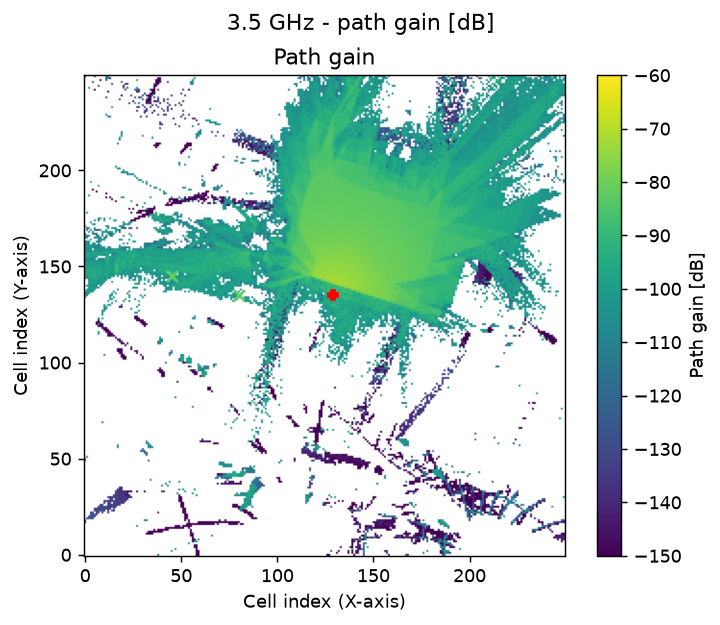 3.5 GHz - path gain [dB]
Path gain
Cell index (Y-axis)
200
150
100
50
0
0 50 100 150 200
Cell index (X-axis)
−60
−70
−80
−90
−100
−110
−120
−130
−140
−150
Path gain [dB]